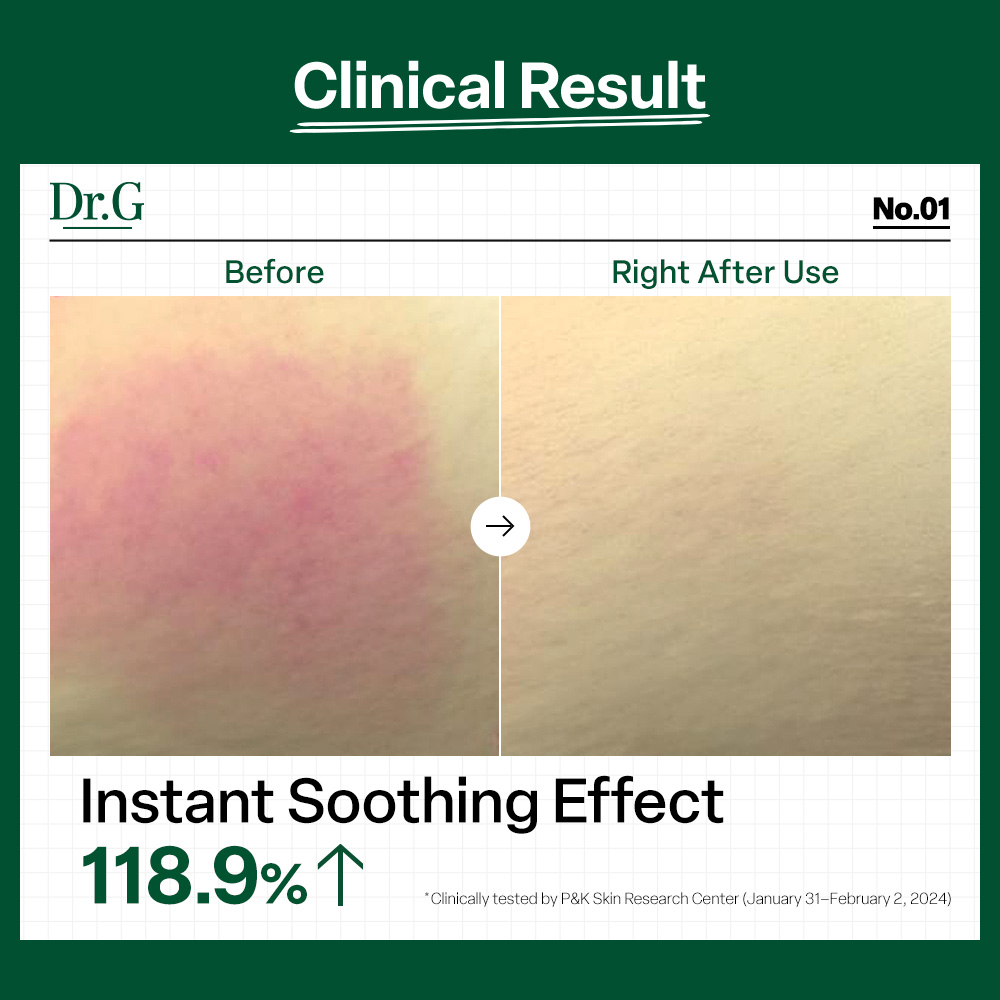 Clinical Result
Dr.G
No.01
Before
Right After Use
Instant Soothing Effect
118.9%↑
*Clinically tested by P&K Skin Research Center (January 31–February 2, 2024)